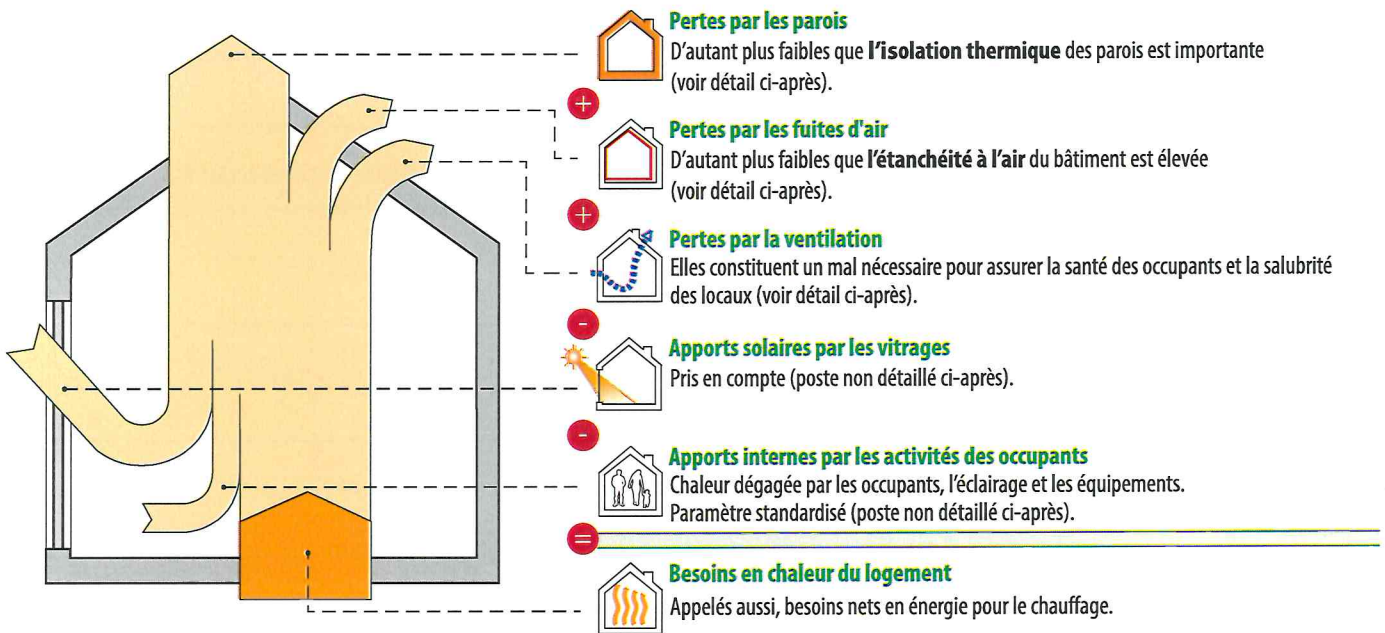 Pertes par les parois
D'autant plus faibles que l'isolation thermique des parois est importante
(voir détail ci-après).
+
Pertes par les fuites d'air
D'autant plus faibles que l'étanchéité à l'air du bâtiment est élevée
(voir détail ci-après).
+
Pertes par la ventilation
Elles constituent un mal nécessaire pour assurer la santé des occupants et la salubrité
des locaux (voir détail ci-après).
-
Apports solaires par les vitrages
Pris en compte (poste non détaillé ci-après).
-
Apports internes par les activités des occupants
Chaleur dégagée par les occupants, l'éclairage et les équipements.
Paramètre standardisé (poste non détaillé ci-après).
=
Besoins en chaleur du logement
Appelés aussi, besoins nets en énergie pour le chauffage.